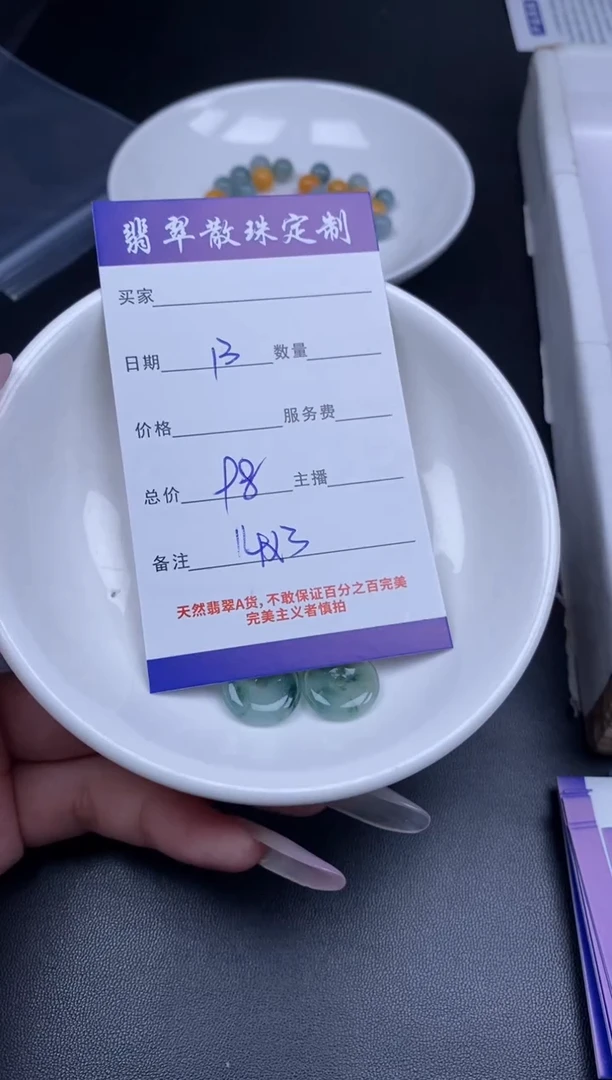 翡翠散珠定制
买家
日期 13 数量
价格 服务费
总价 P8 主播
备注
天然翡翠A货,不敢保证百分之百完美
完美主义者慎拍